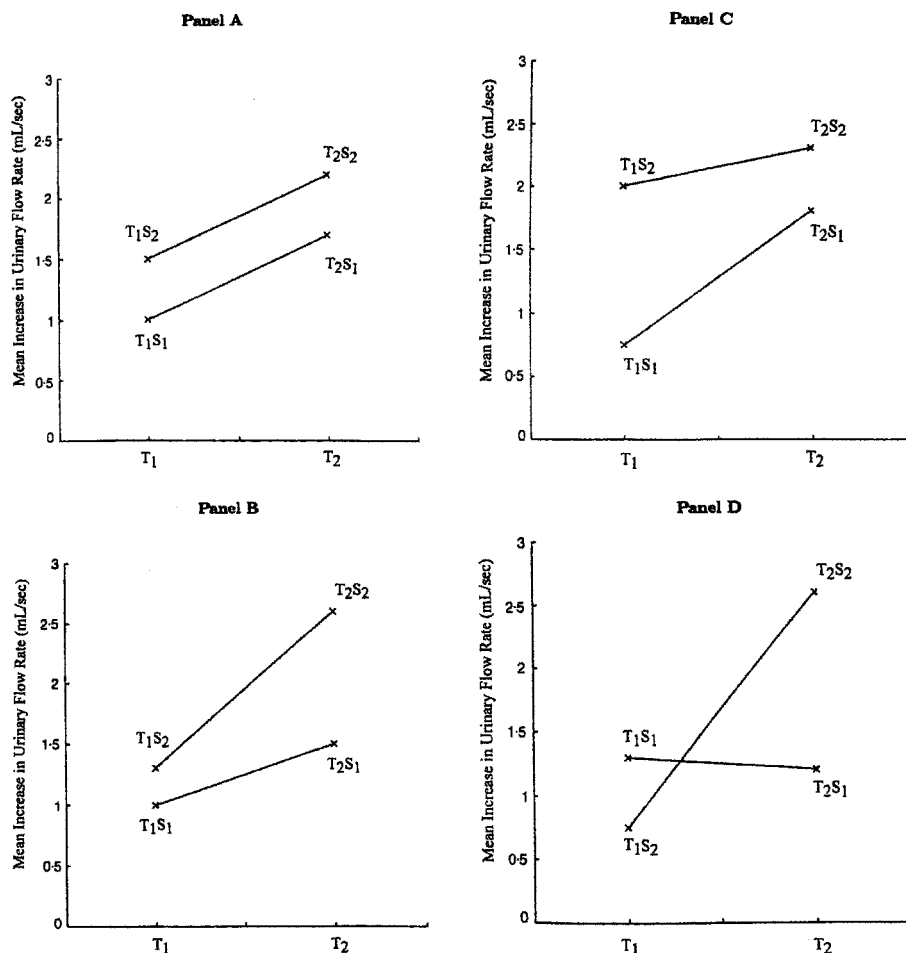 Panel A
Mean Increase in Urinary Flow Rate (mL/sec)
3
2·5
2
1·5
1
0·5
0
T1S2
T2S2
T1S1
T2S1
T1
T2
Panel C
Mean Increase in Urinary Flow Rate (mL/sec)
3
2·5
2
1·5
1
0·5
0
T1S2
T2S2
T2S1
T1S1
T1
T2
Panel B
Mean Increase in Urinary Flow Rate (mL/sec)
3
2·5
2
1·5
1
0·5
0
T2S2
T1S2
T2S1
T1S1
T1
T2
Panel D
Mean Increase in Urinary Flow Rate (mL/sec)
3
2·5
2
1·5
1
0·5
0
T2S2
T1S1
T2S1
T1S2
T1
T2